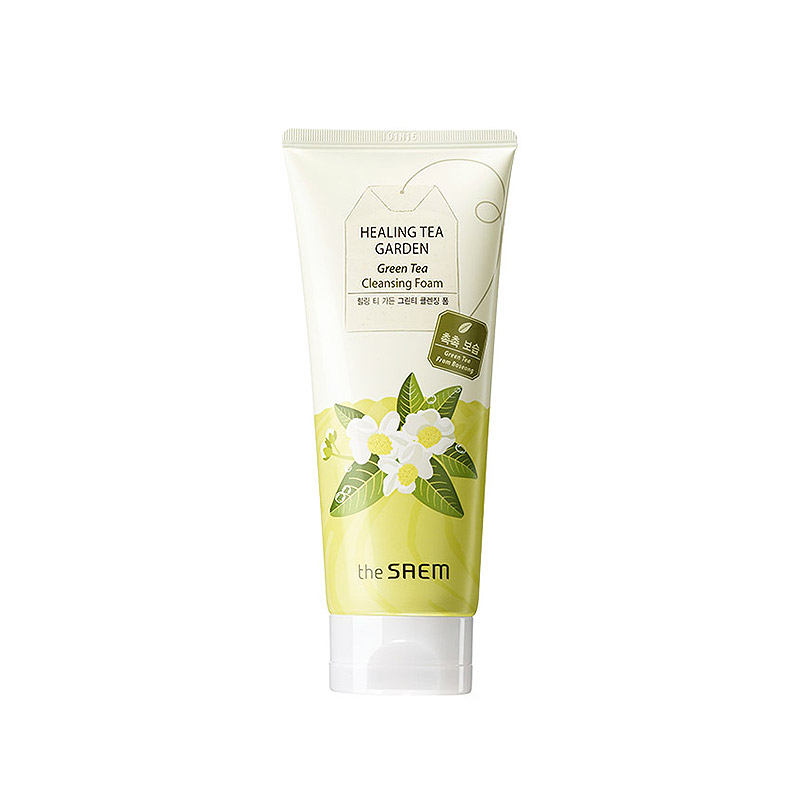 101N15
HEALING TEA
GARDEN
Green Tea
Cleansing Foam
힐링 티 가든 그린티 클렌징 폼
촉촉 보습
Green Tea
From Boseong
the SAEM